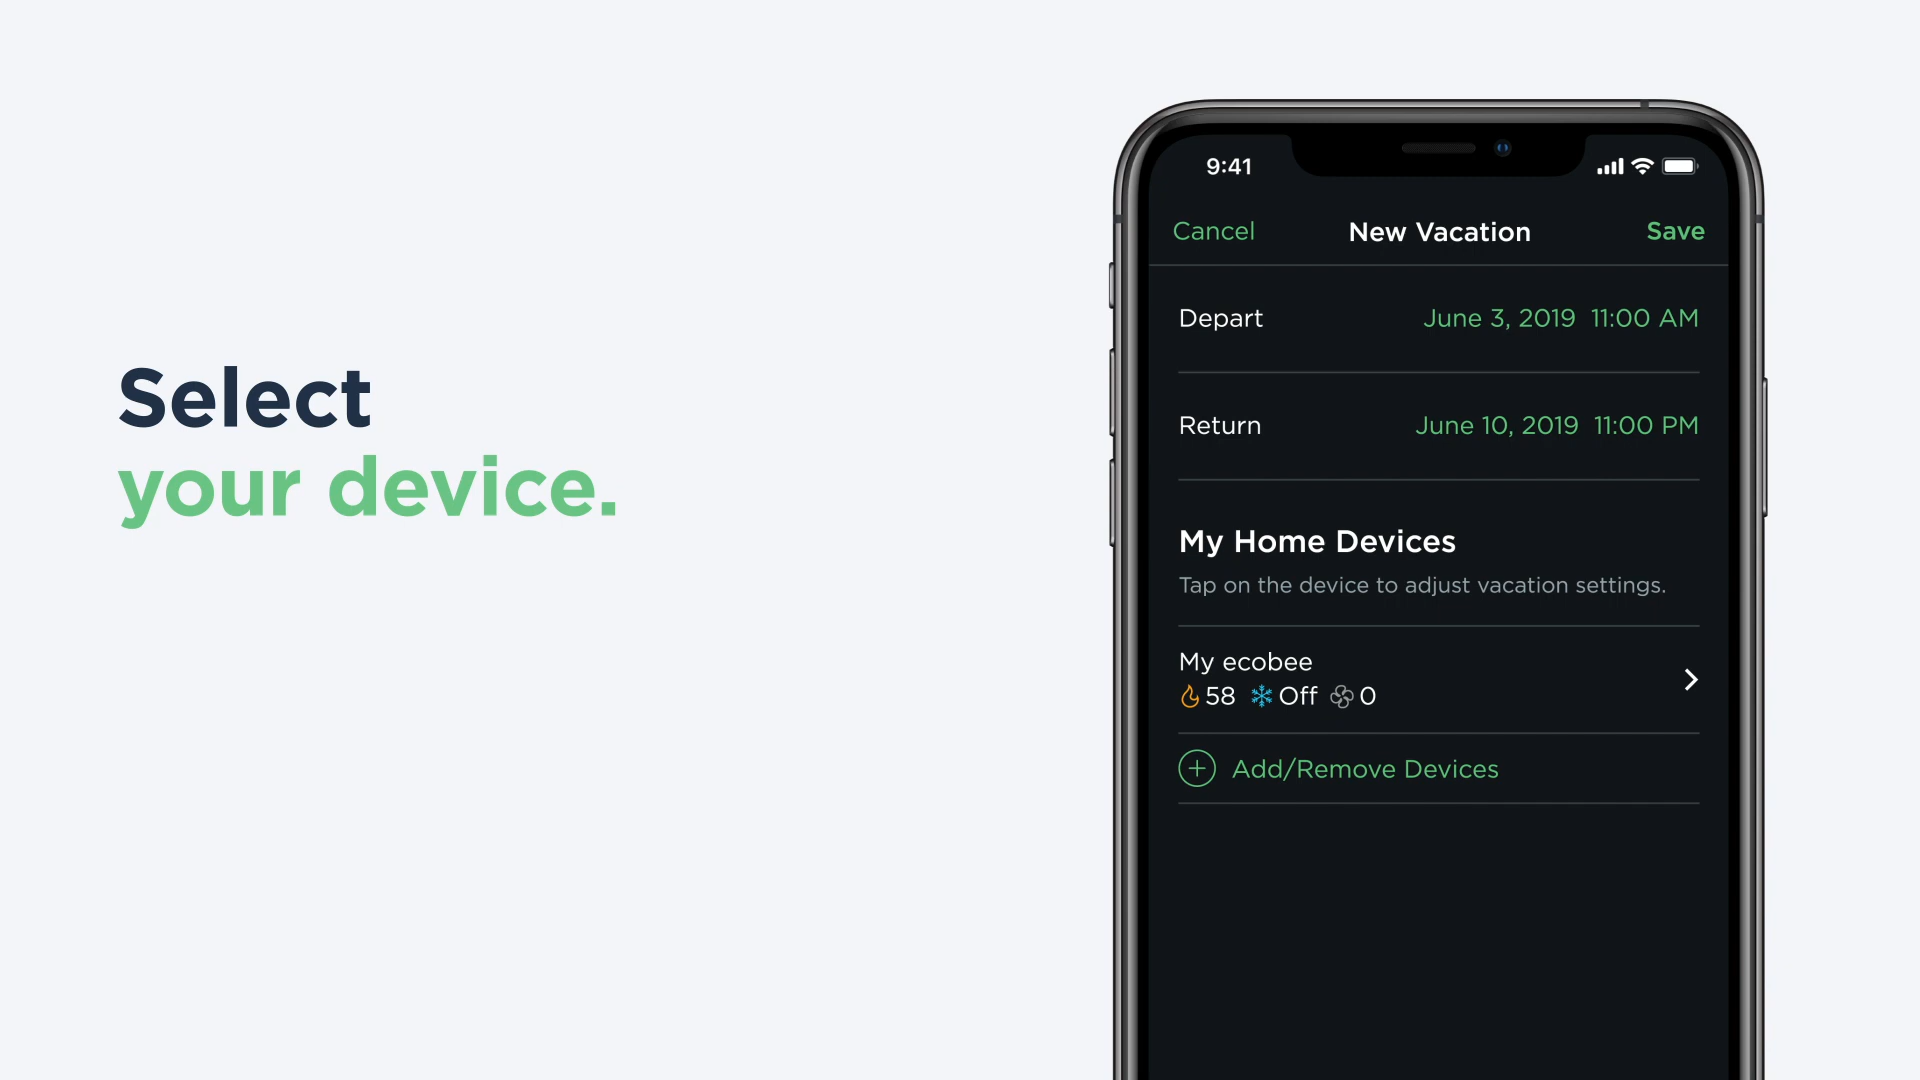 Select
your device.
9:41
Cancel New Vacation Save
Depart June 3, 2019 11:00 AM
Return June 10, 2019 11:00 PM
My Home Devices
Tap on the device to adjust vacation settings.
My ecobee
58 Off 0
Add/Remove Devices